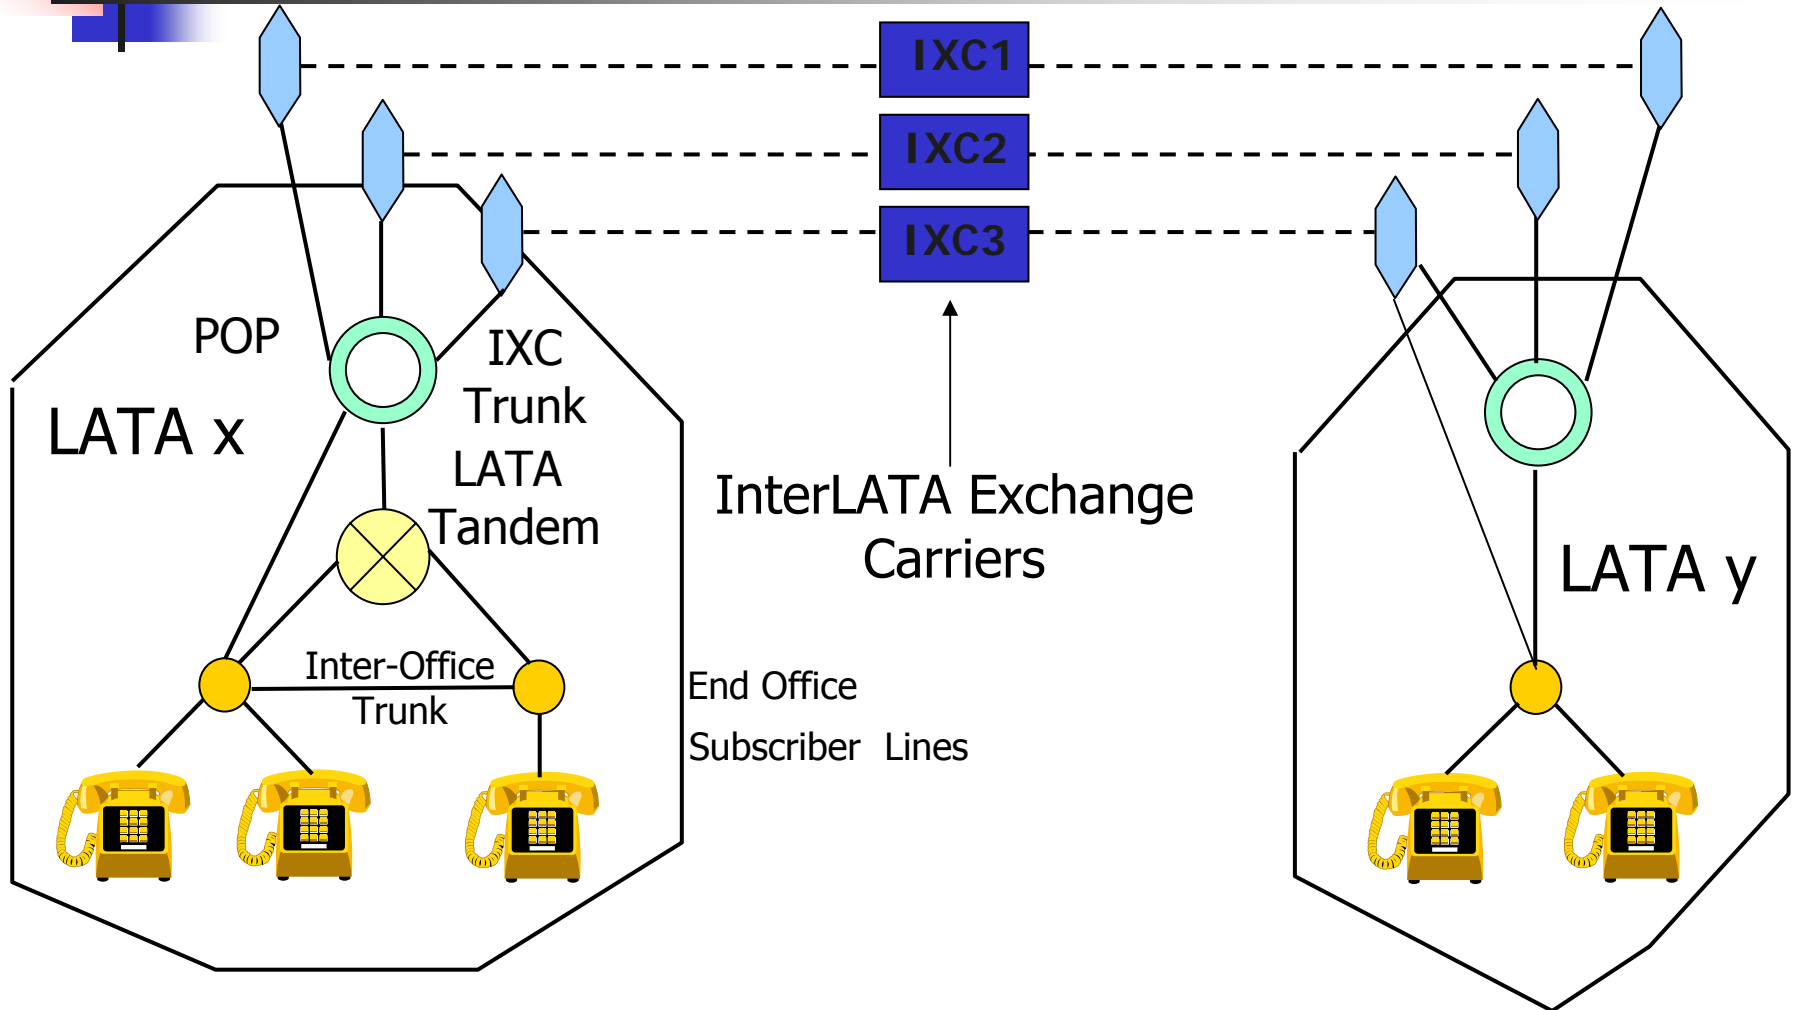 IXC1
IXC2
IXC3
POP
IXC
Trunk
LATA x
LATA
Tandem
InterLATA Exchange
Carriers
LATA y
Inter-Office
Trunk
End Office
Subscriber Lines